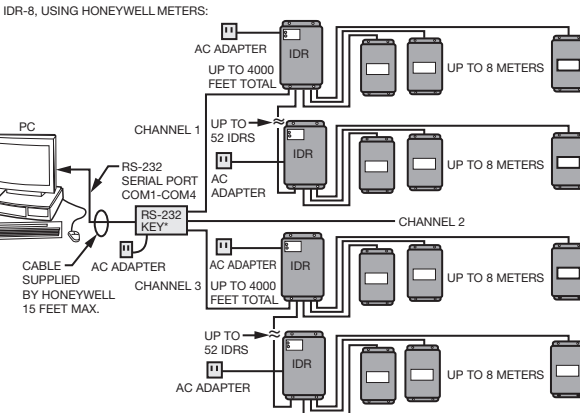 IDR-8, USING HONEYWELL METERS:
AC ADAPTER
IDR
UP TO 4000
FEET TOTAL
UP TO 8 METERS
PC
CHANNEL 1
UP TO
52 IDRS
IDR
UP TO 8 METERS
AC
ADAPTER
RS-232
SERIAL PORT
COM1-COM4
RS-232
KEY*
CHANNEL 2
CABLE
SUPPLIED
BY HONEYWELL
15 FEET MAX.
AC ADAPTER
CHANNEL 3
AC ADAPTER
IDR
UP TO 4000
FEET TOTAL
UP TO 8 METERS
UP TO
52 IDRS
IDR
UP TO 8 METERS
AC ADAPTER